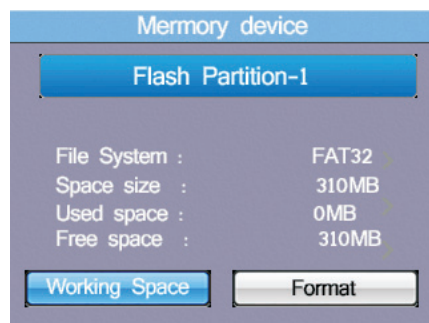 Mermory device
Flash Partition-1
File System : FAT32
Space size : 310MB
Used space : 0MB
Free space : 310MB
Working Space Format